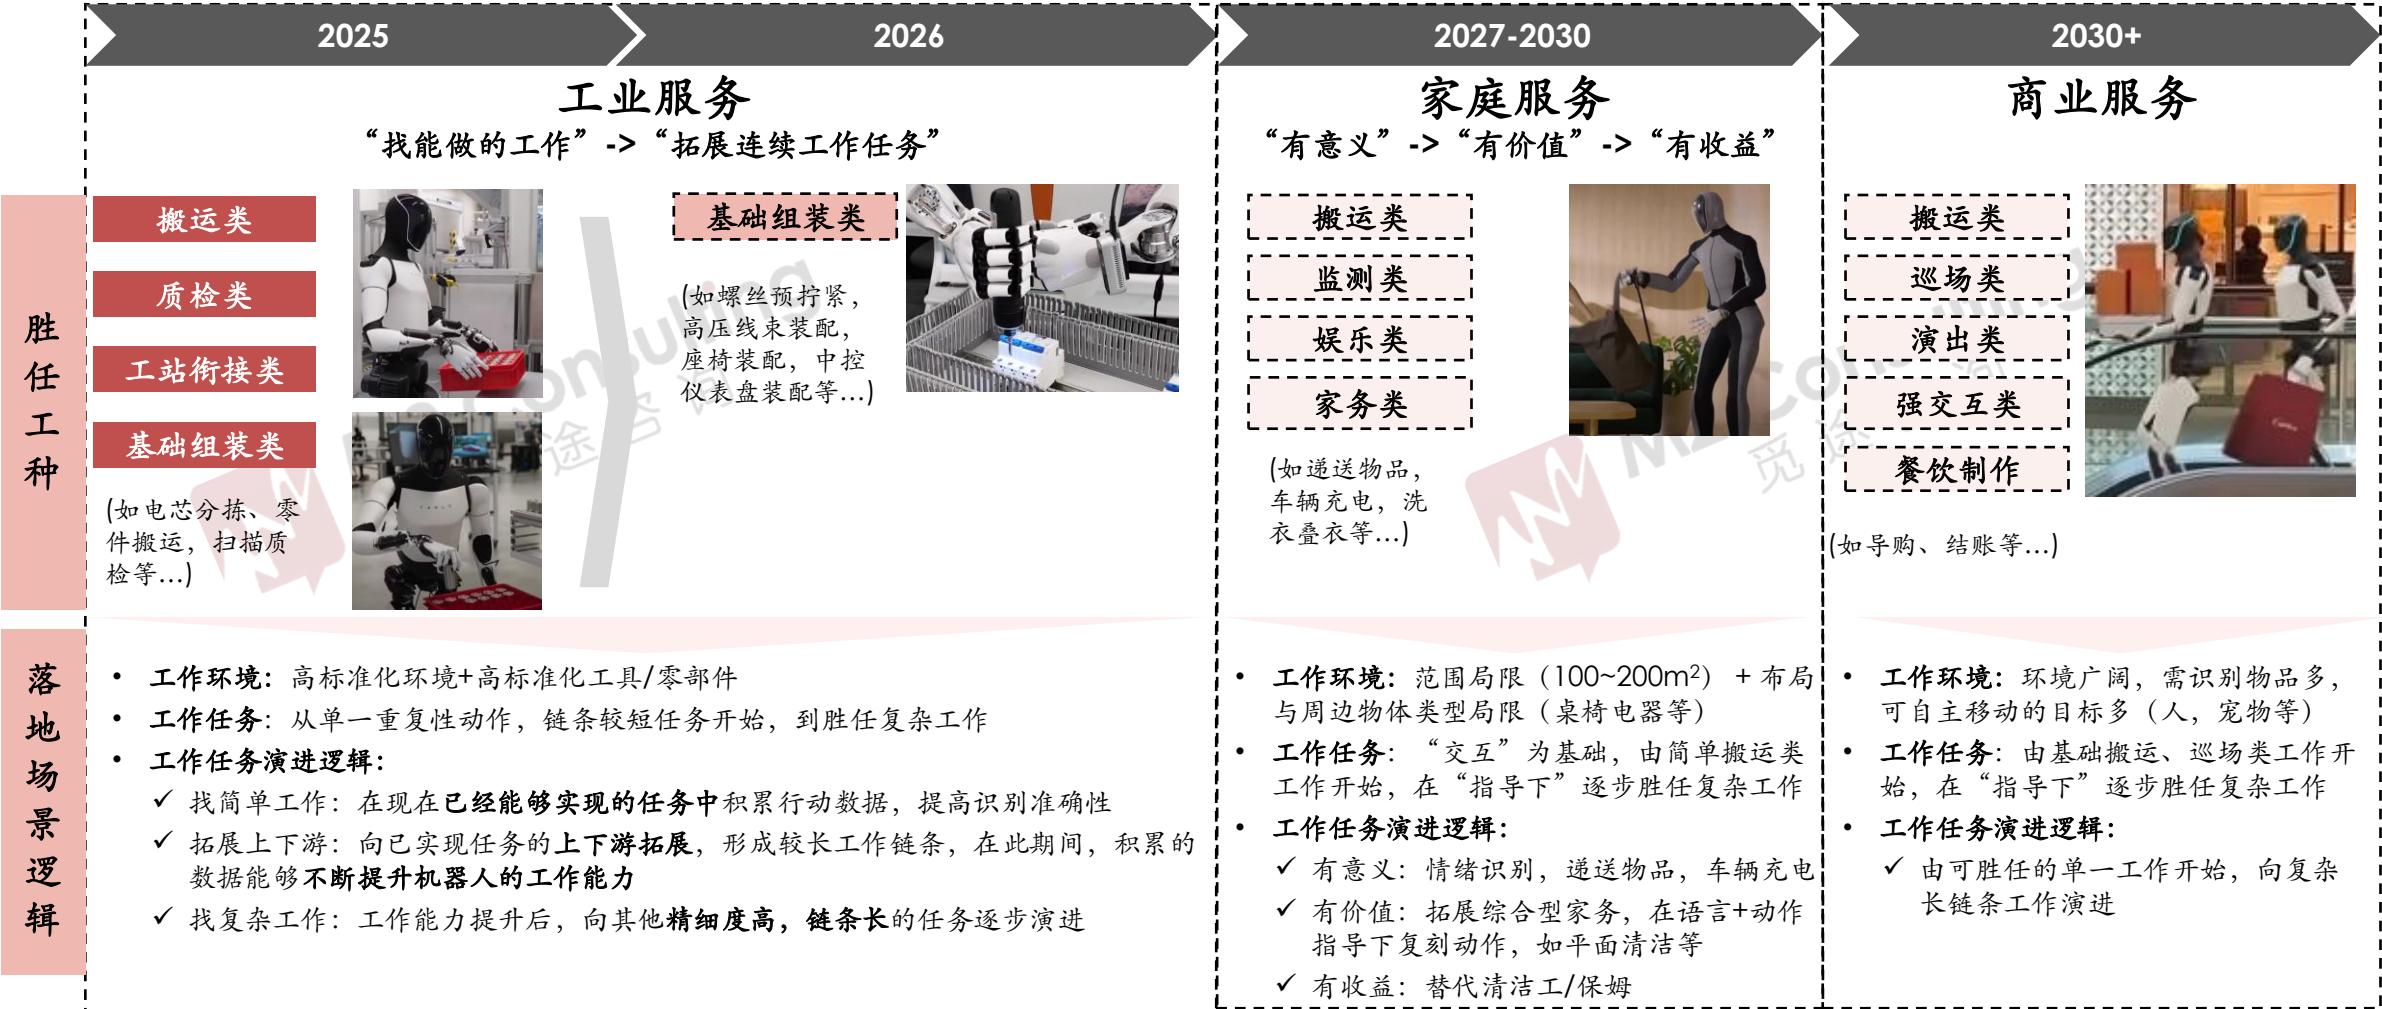 2025
2026
2027-2030
2030+
工业服务
“找能做的工作”->“拓展连续工作任务”
家庭服务
“有意义”->“有价值”->“有收益”
商业服务
胜任工种
搬运类
质检类
工站衔接类
基础组装类
(如电芯分拣、零
件搬运，扫描质
检等…)
基础组装类
(如螺丝预拧紧，
高压线束装配，
座椅装配，中控
仪表盘装配等…)
搬运类
监测类
娱乐类
家务类
(如递送物品，
车辆充电，洗
衣叠衣等…)
搬运类
巡场类
演出类
强交互类
餐饮制作
(如导购、结账等…)
落地场景逻辑
• 工作环境：高标准化环境+高标准化工具/零部件
• 工作任务：从单一重复性动作，链条较短任务开始，到胜任复杂工作
• 工作任务演进逻辑：
✓ 找简单工作：在现在已经能够实现的任务中积累行动数据，提高识别准确性
✓ 拓展上下游：向已实现任务的上下游拓展，形成较长工作链条，在此期间，积累的
数据能够不断提升机器人的工作能力
✓ 找复杂工作：工作能力提升后，向其他精细度高，链条长的任务逐步演进
• 工作环境：范围局限（100~200m²）+布局
与周边物体类型局限（桌椅电器等）
• 工作任务：“交互”为基础，由简单搬运类
工作开始，在“指导下”逐步胜任复杂工作
• 工作任务演进逻辑：
✓ 有意义：情绪识别，递送物品，车辆充电
✓ 有价值：拓展综合型家务，在语言+动作
指导下复刻动作，如平面清洁等
✓ 有收益：替代清洁工/保姆
• 工作环境：环境广阔，需识别物品多，
可自主移动的目标多（人，宠物等）
• 工作任务：由基础搬运、巡场类工作开
始，在“指导下”逐步胜任复杂工作
• 工作任务演进逻辑：
✓ 由可胜任的单一工作开始，向复杂
长链条工作演进